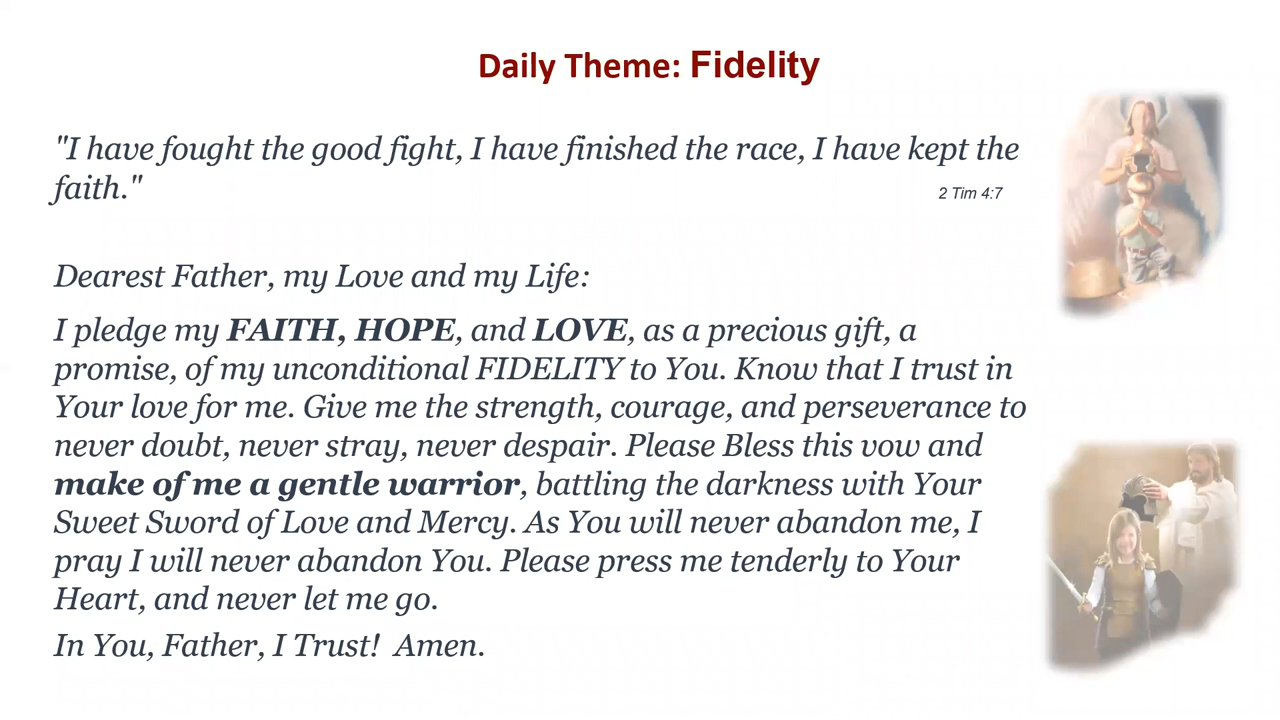 Daily Theme: Fidelity
"I have fought the good fight, I have finished the race, I have kept the
faith."
2 Tim 4:7
Dearest Father, my Love and my Life:
I pledge my FAITH, HOPE, and LOVE, as a precious gift, a
promise, of my unconditional FIDELITY to You. Know that I trust in
Your love for me. Give me the strength, courage, and perseverance to
never doubt, never stray, never despair. Please Bless this vow and
make of me a gentle warrior, battling the darkness with Your
Sweet Sword of Love and Mercy. As You will never abandon me, I
pray I will never abandon You. Please press me tenderly to Your
Heart, and never let me go.
In You, Father, I Trust!  Amen.